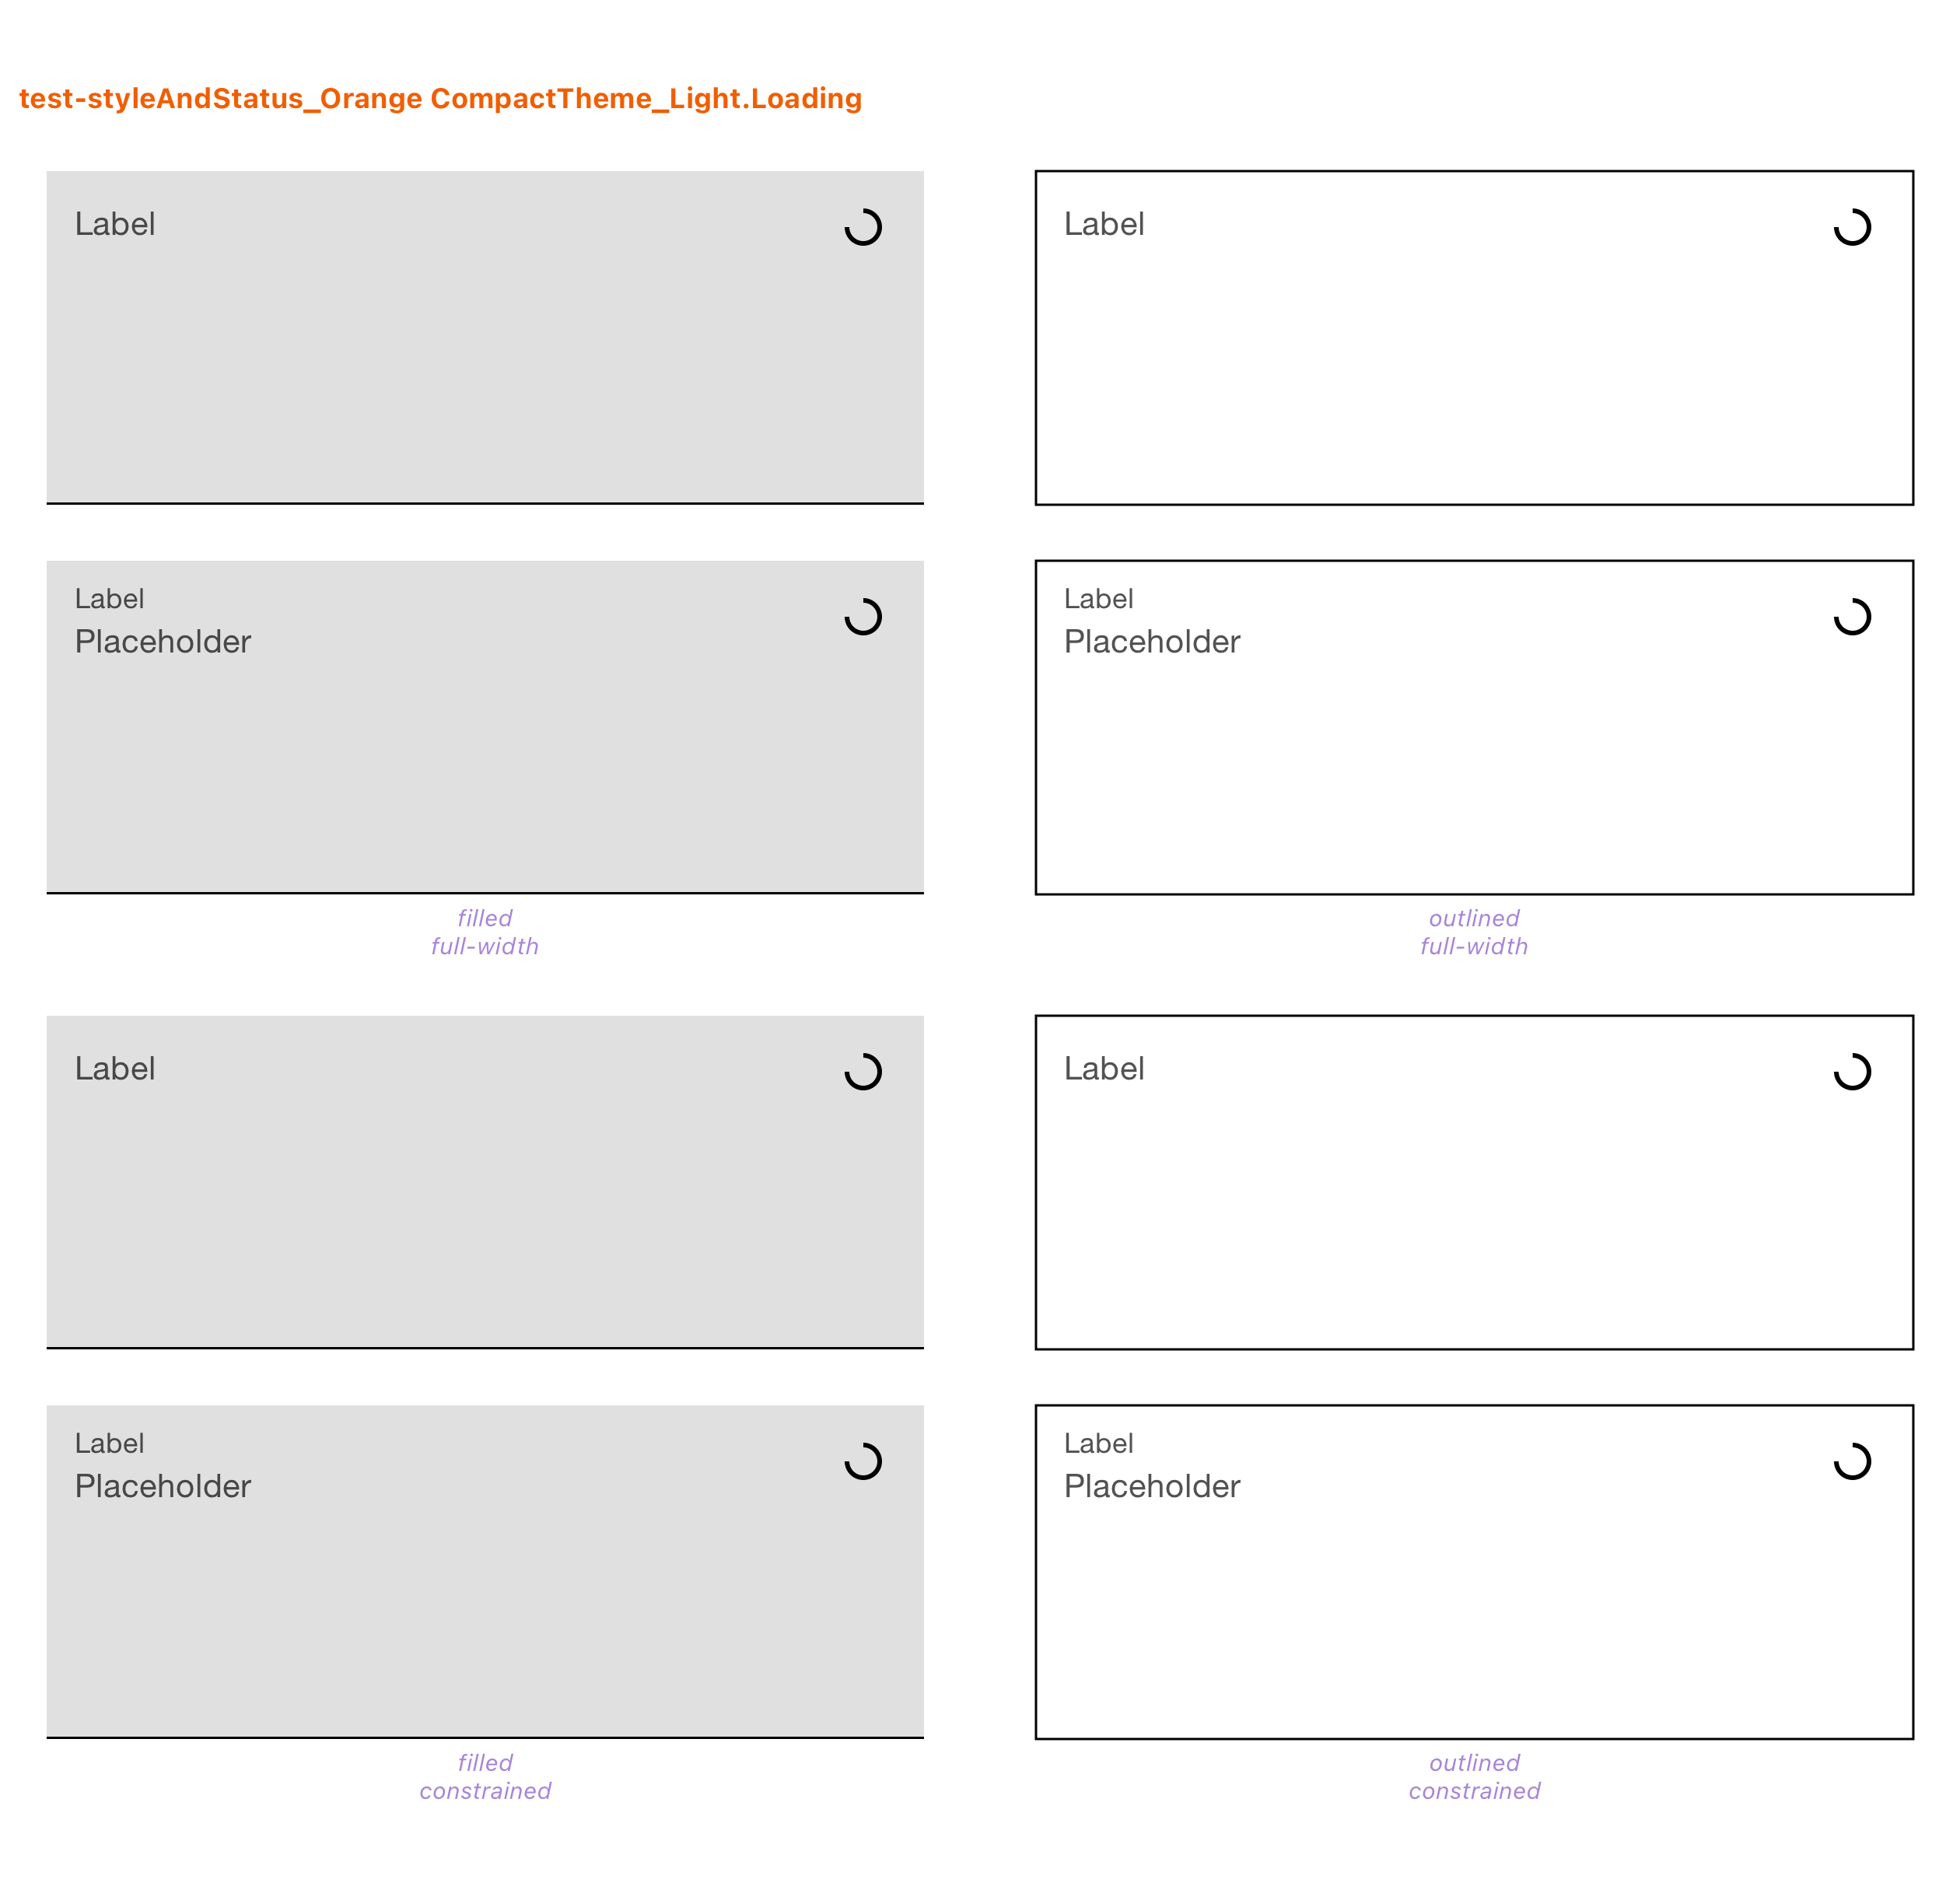 test-styleAndStatus_Orange CompactTheme_Light.Loading
Label
Label
Label
Placeholder
Label
Placeholder
filled
full-width
outlined
full-width
Label
Label
Label
Placeholder
Label
Placeholder
filled
constrained
outlined
constrained